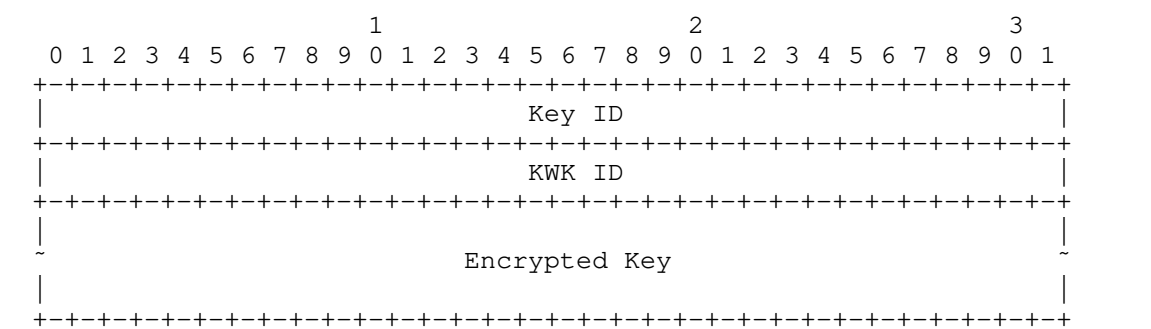 1                   2                   3
 0 1 2 3 4 5 6 7 8 9 0 1 2 3 4 5 6 7 8 9 0 1 2 3 4 5 6 7 8 9 0 1
+-+-+-+-+-+-+-+-+-+-+-+-+-+-+-+-+-+-+-+-+-+-+-+-+-+-+-+-+-+-+-+-+
|                             Key ID                            |
+-+-+-+-+-+-+-+-+-+-+-+-+-+-+-+-+-+-+-+-+-+-+-+-+-+-+-+-+-+-+-+-+
|                             KWK ID                            |
+-+-+-+-+-+-+-+-+-+-+-+-+-+-+-+-+-+-+-+-+-+-+-+-+-+-+-+-+-+-+-+-+
|                                                               |
~                         Encrypted Key                         ~
|                                                               |
+-+-+-+-+-+-+-+-+-+-+-+-+-+-+-+-+-+-+-+-+-+-+-+-+-+-+-+-+-+-+-+-+